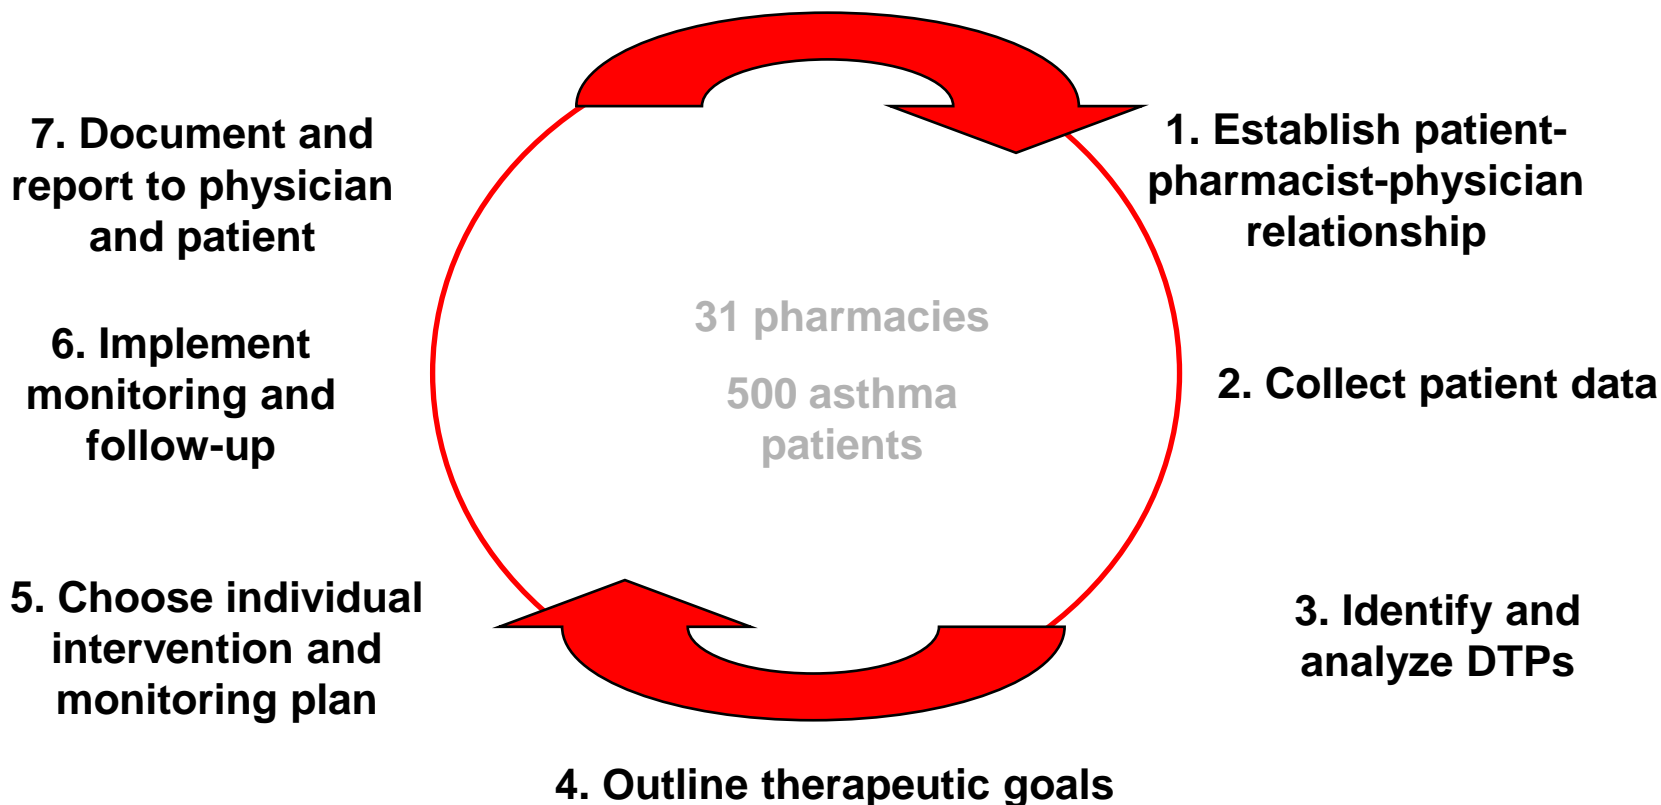 1. Establish patient-
pharmacist-physician
relationship
2. Collect patient data
3. Identify and
analyze DTPs
4. Outline therapeutic goals
5. Choose individual
intervention and
monitoring plan
6. Implement
monitoring and
follow-up
7. Document and
report to physician
and patient
31 pharmacies
500 asthma
patients